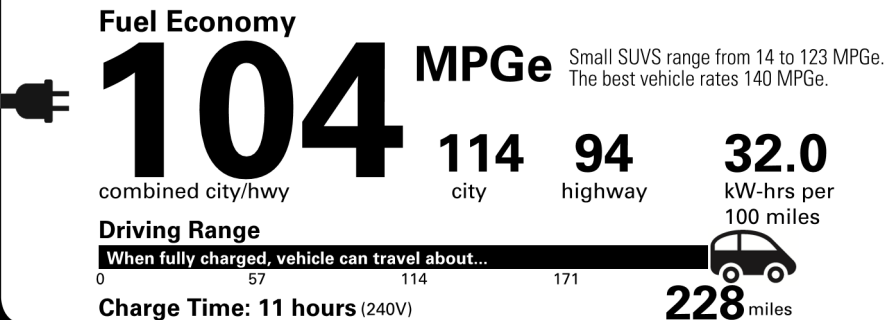 Fuel Economy
104 MPGe
Small SUVS range from 14 to 123 MPGe.
The best vehicle rates 140 MPGe.
114 94 32.0
combined city/hwy city highway kW-hrs per
100 miles
Driving Range
When fully charged, vehicle can travel about...
0 57 114 171
228 miles
Charge Time: 11 hours (240V)